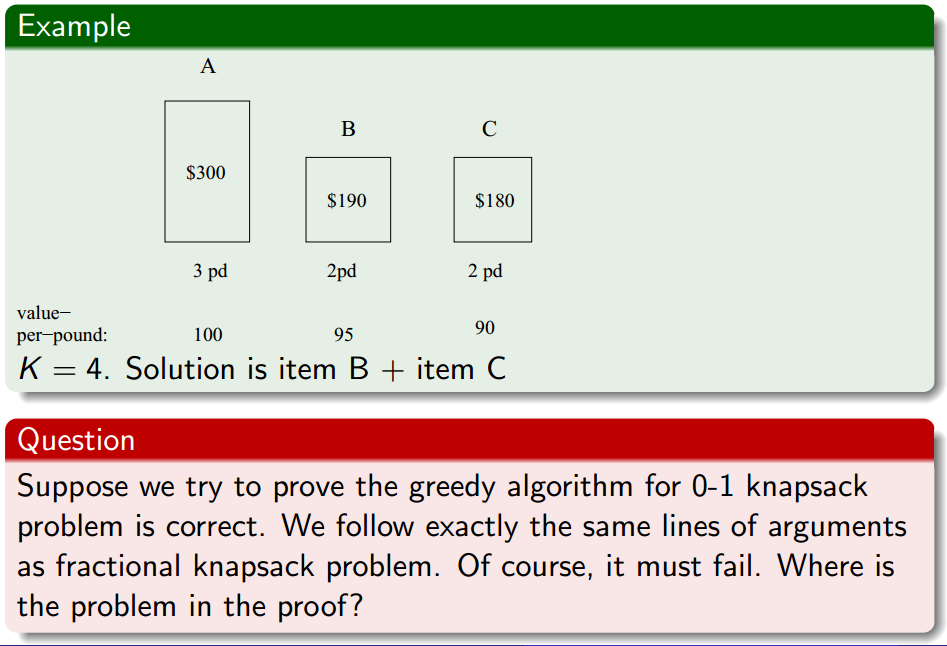 Example
A
B
C
$300
$190
$180
3 pd
2pd
2 pd
value−
per−pound:
100
95
90
K = 4. Solution is item B + item C
Question
Suppose we try to prove the greedy algorithm for 0-1 knapsack
problem is correct. We follow exactly the same lines of arguments
as fractional knapsack problem. Of course, it must fail. Where is
the problem in the proof?